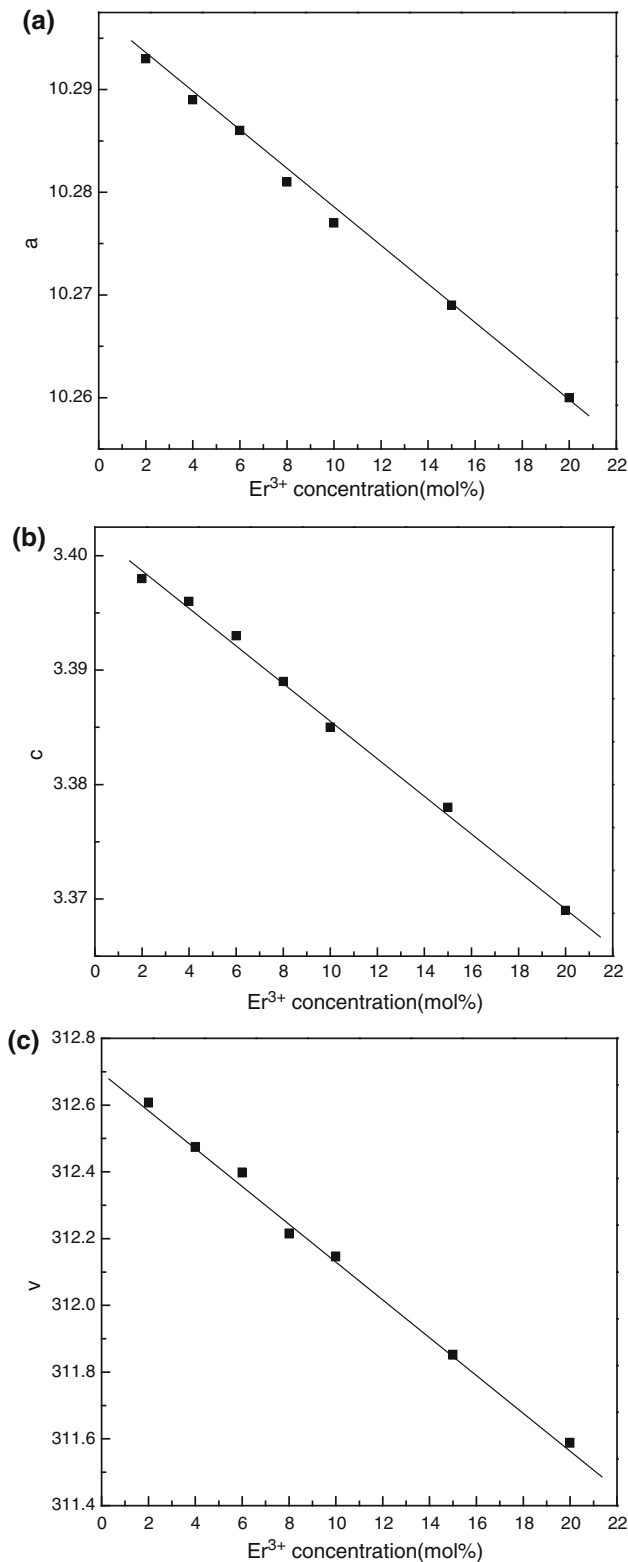 (a)
10.29
10.28
10.27
10.26
a
0 2 4 6 8 10 12 14 16 18 20 22
Er³⁺ concentration(mol%)
(b)
3.40
3.39
3.38
3.37
c
0 2 4 6 8 10 12 14 16 18 20 22
Er³⁺ concentration(mol%)
(c)
312.8
312.6
312.4
312.2
312.0
311.8
311.6
311.4
v
0 2 4 6 8 10 12 14 16 18 20 22
Er³⁺ concentration(mol%)